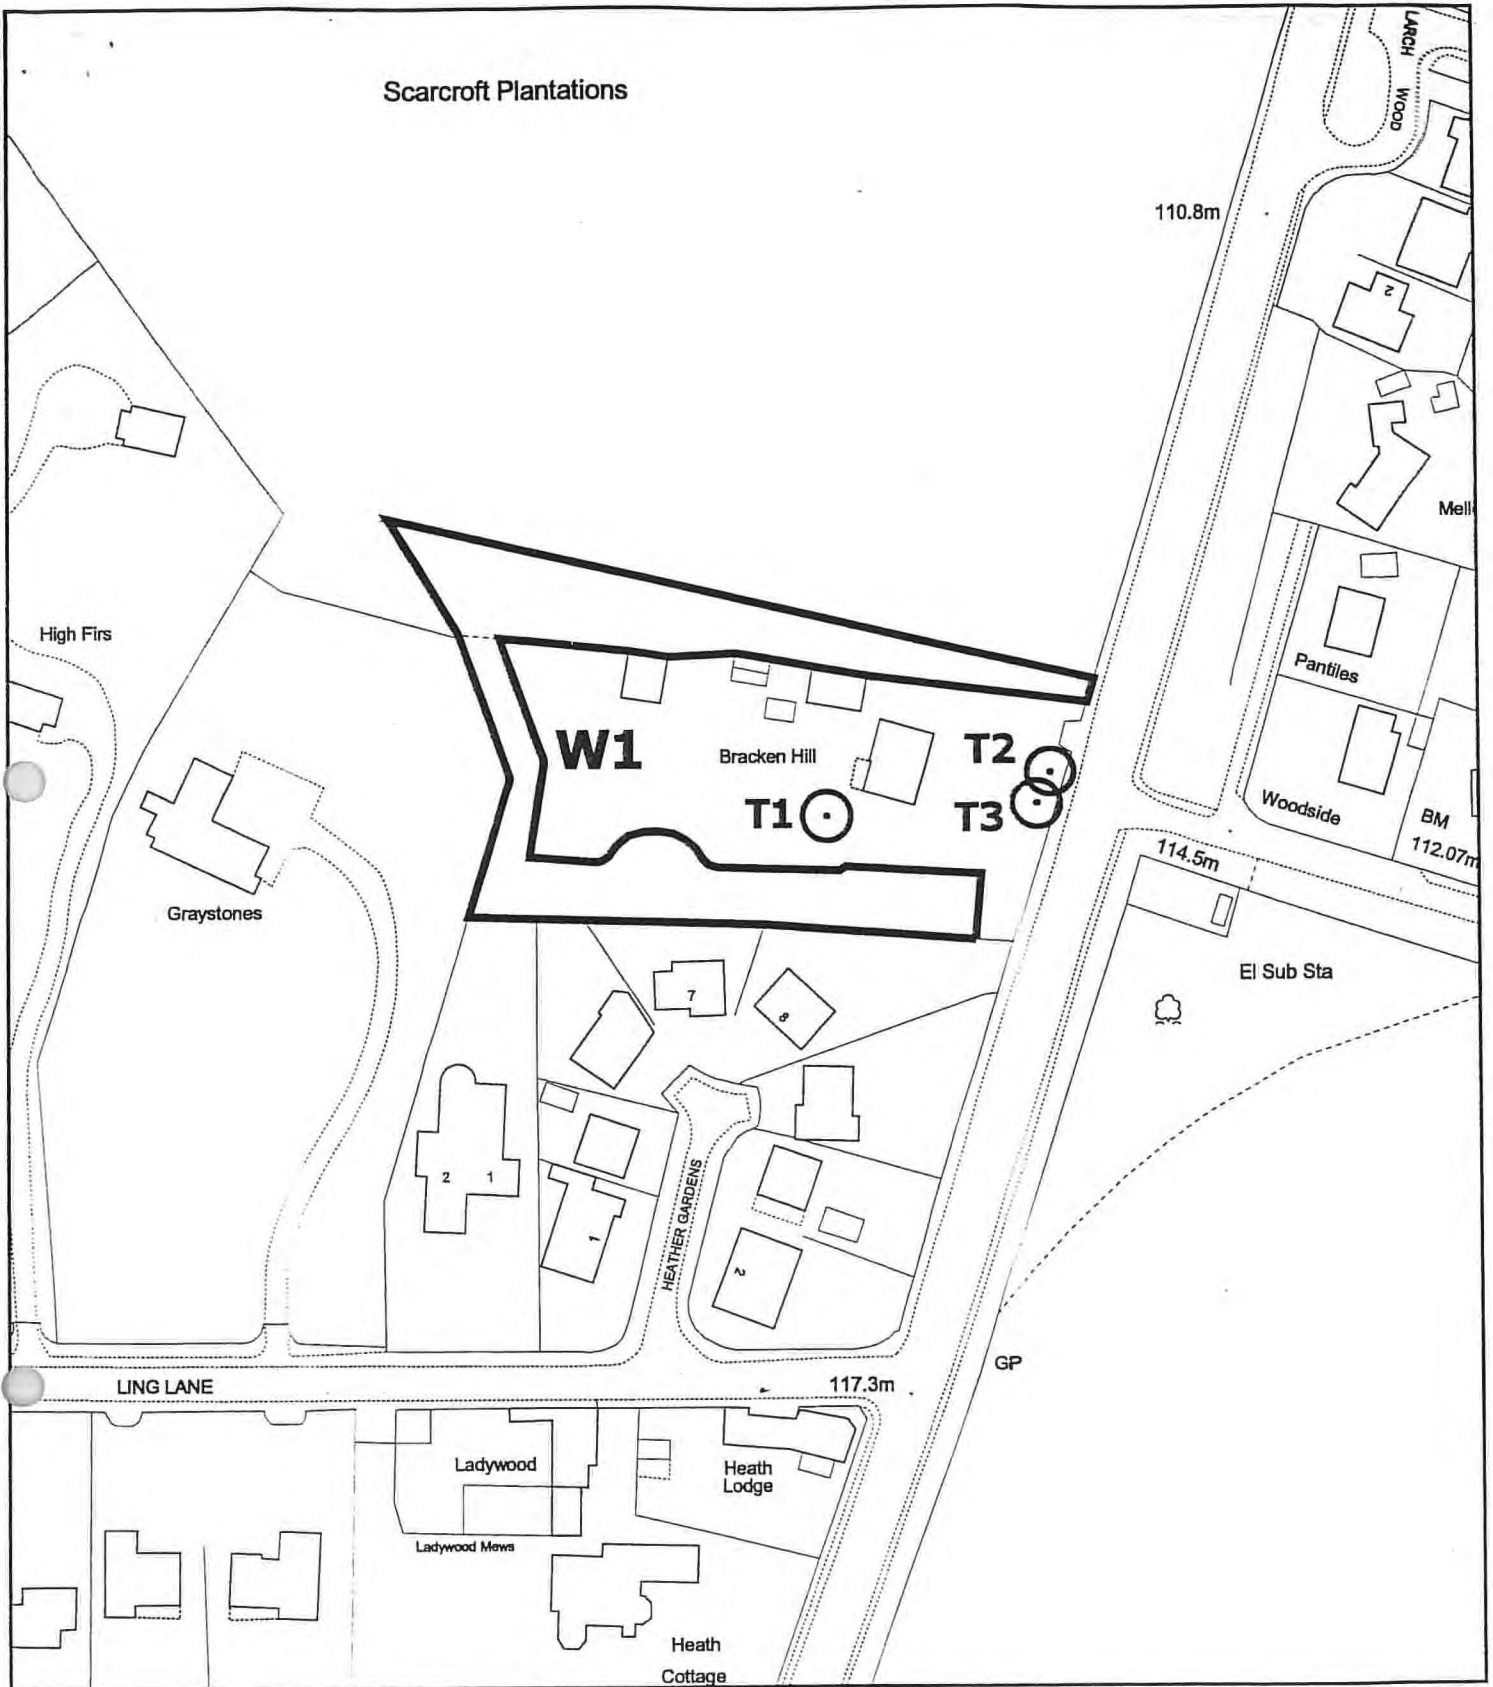 LARCH WOOD
Scarcroft Plantations
110.8m
2
High Firs
Pantiles
W1
Bracken Hill
T2
T1
T3
Woodside
BM
112.07m
114.5m
Graystones
El Sub Sta
7
8
2 1
1
HEATHER GARDENS
2
GP
LING LANE
117.3m
Ladywood
Heath
Lodge
Ladywood Mews
Heath
Cottage